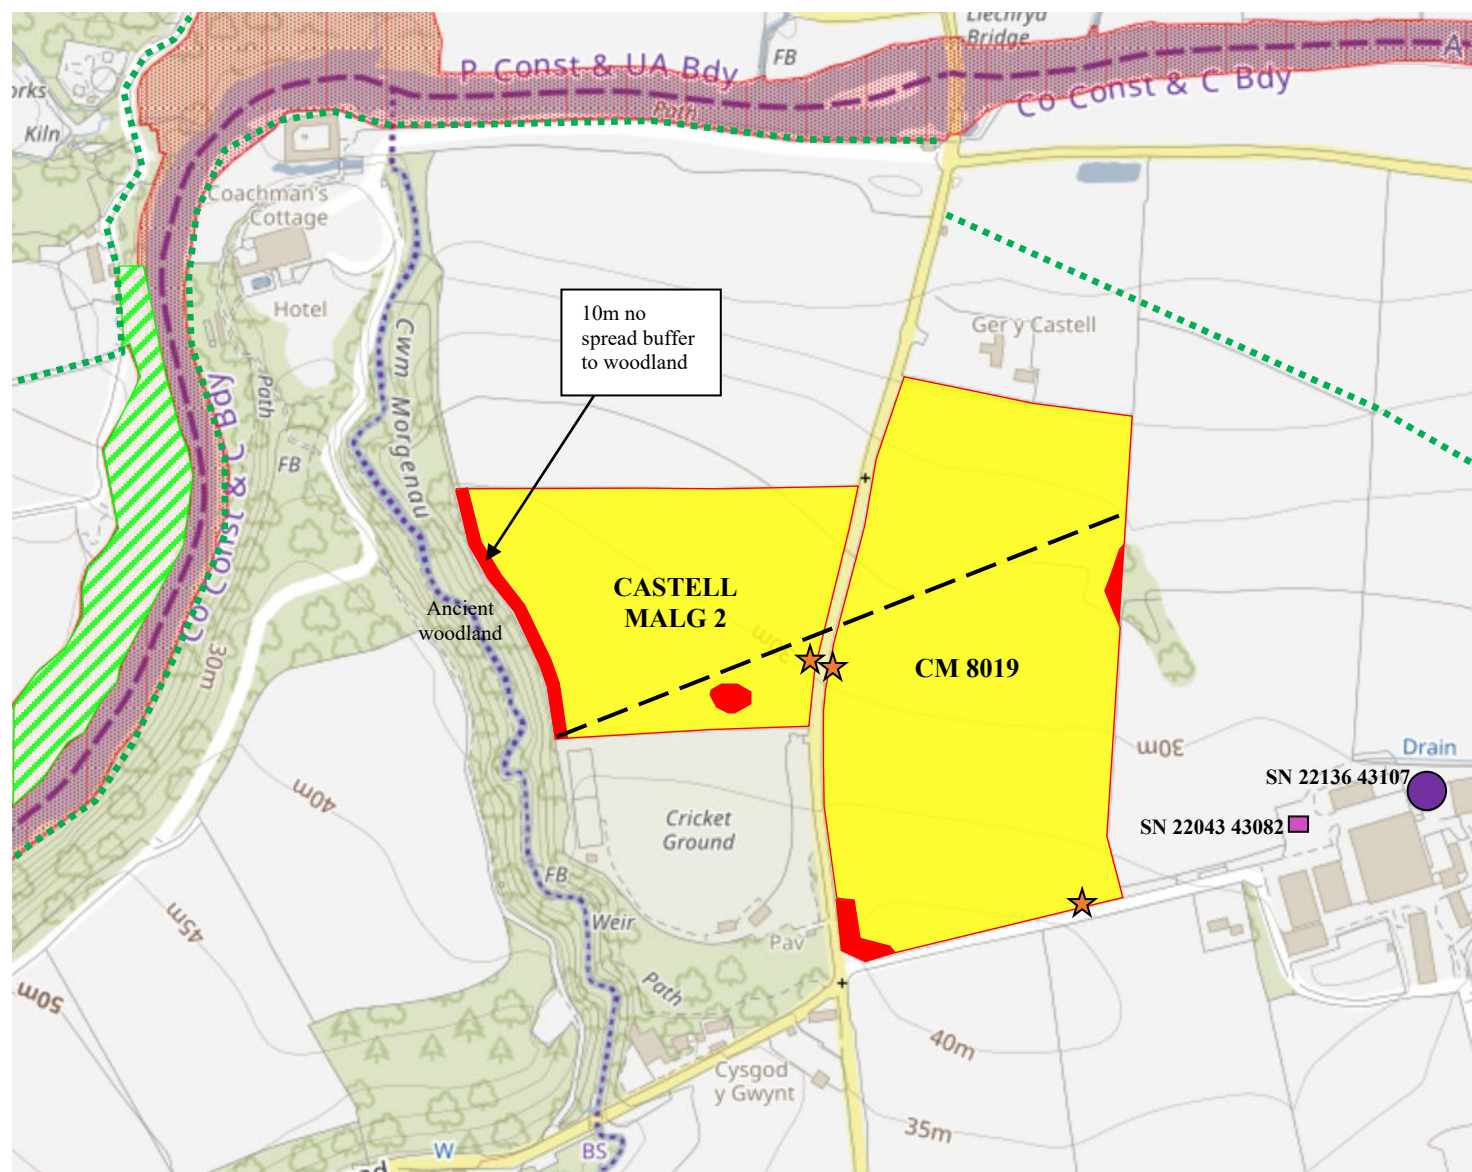 Llechryd
Bridge
FB
P Const & UA Bdy
A
Co Const & C Bdy
Path
orks
Kiln
Coachman's
Cottage
Hotel
10m no
spread buffer
to woodland
Ger y Castell
Cwm Morgenau
Path
FB
Co Const & C Bdy
30m
CASTELL
MALG 2
Ancient
woodland
30m
CM 8019
30m
Drain
SN 22136 43107
SN 22043 43082
40m
Cricket
Ground
FB
45m
Weir
Pav
50m
Path
40m
Cysgod
y Gwynt
35m
W
BS